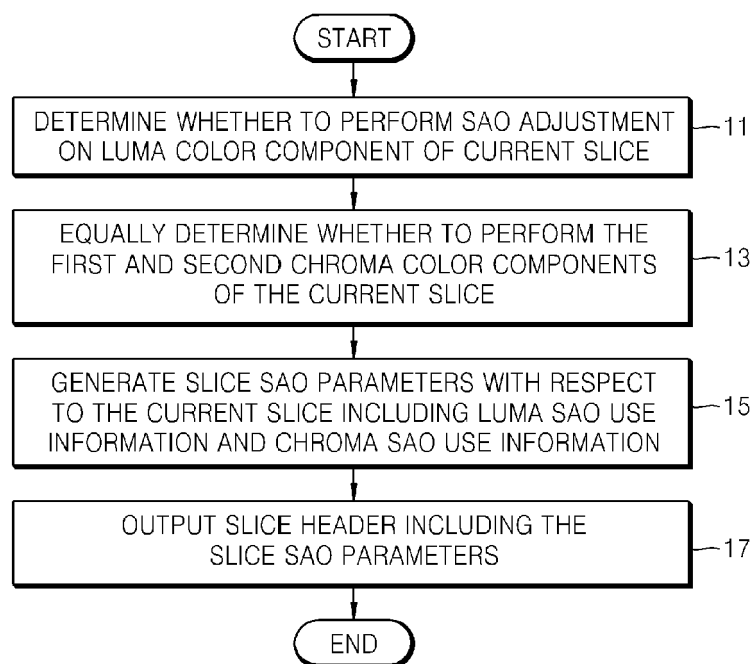 START
DETERMINE WHETHER TO PERFORM SAO ADJUSTMENT
ON LUMA COLOR COMPONENT OF CURRENT SLICE
11
EQUALLY DETERMINE WHETHER TO PERFORM THE
FIRST AND SECOND CHROMA COLOR COMPONENTS
OF THE CURRENT SLICE
13
GENERATE SLICE SAO PARAMETERS WITH RESPECT
TO THE CURRENT SLICE INCLUDING LUMA SAO USE
INFORMATION AND CHROMA SAO USE INFORMATION
15
OUTPUT SLICE HEADER INCLUDING THE
SLICE SAO PARAMETERS
17
END